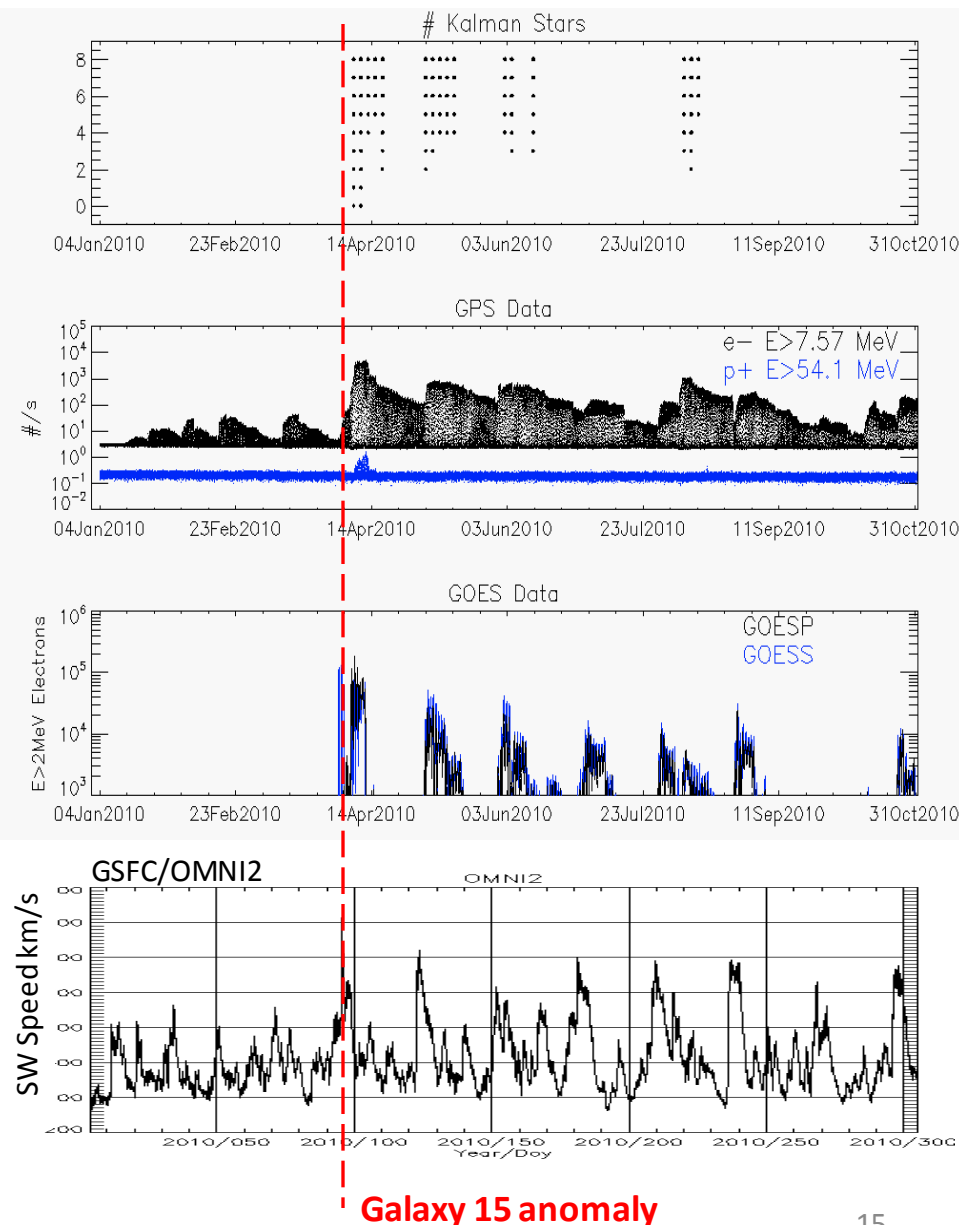 # Kalman Stars
8
6
4
2
0
04Jan2010 23Feb2010 14Apr2010 03Jun2010 23Jul2010 11Sep2010 31Oct2010
GPS Data
e- E>7.57 MeV
p+ E>54.1 MeV
#/s
10^5
10^4
10^3
10^2
10^1
10^0
10^-1
10^-2
04Jan2010 23Feb2010 14Apr2010 03Jun2010 23Jul2010 11Sep2010 31Oct2010
GOES Data
GOESP
GOESS
E>2MeV Electrons
10^6
10^5
10^4
10^3
04Jan2010 23Feb2010 14Apr2010 03Jun2010 23Jul2010 11Sep2010 31Oct2010
GSFC/OMNI2
OMNI2
SW Speed km/s
2010/050 2010/100 2010/150 2010/200 2010/250 2010/300
Year/Doy
Galaxy 15 anomaly